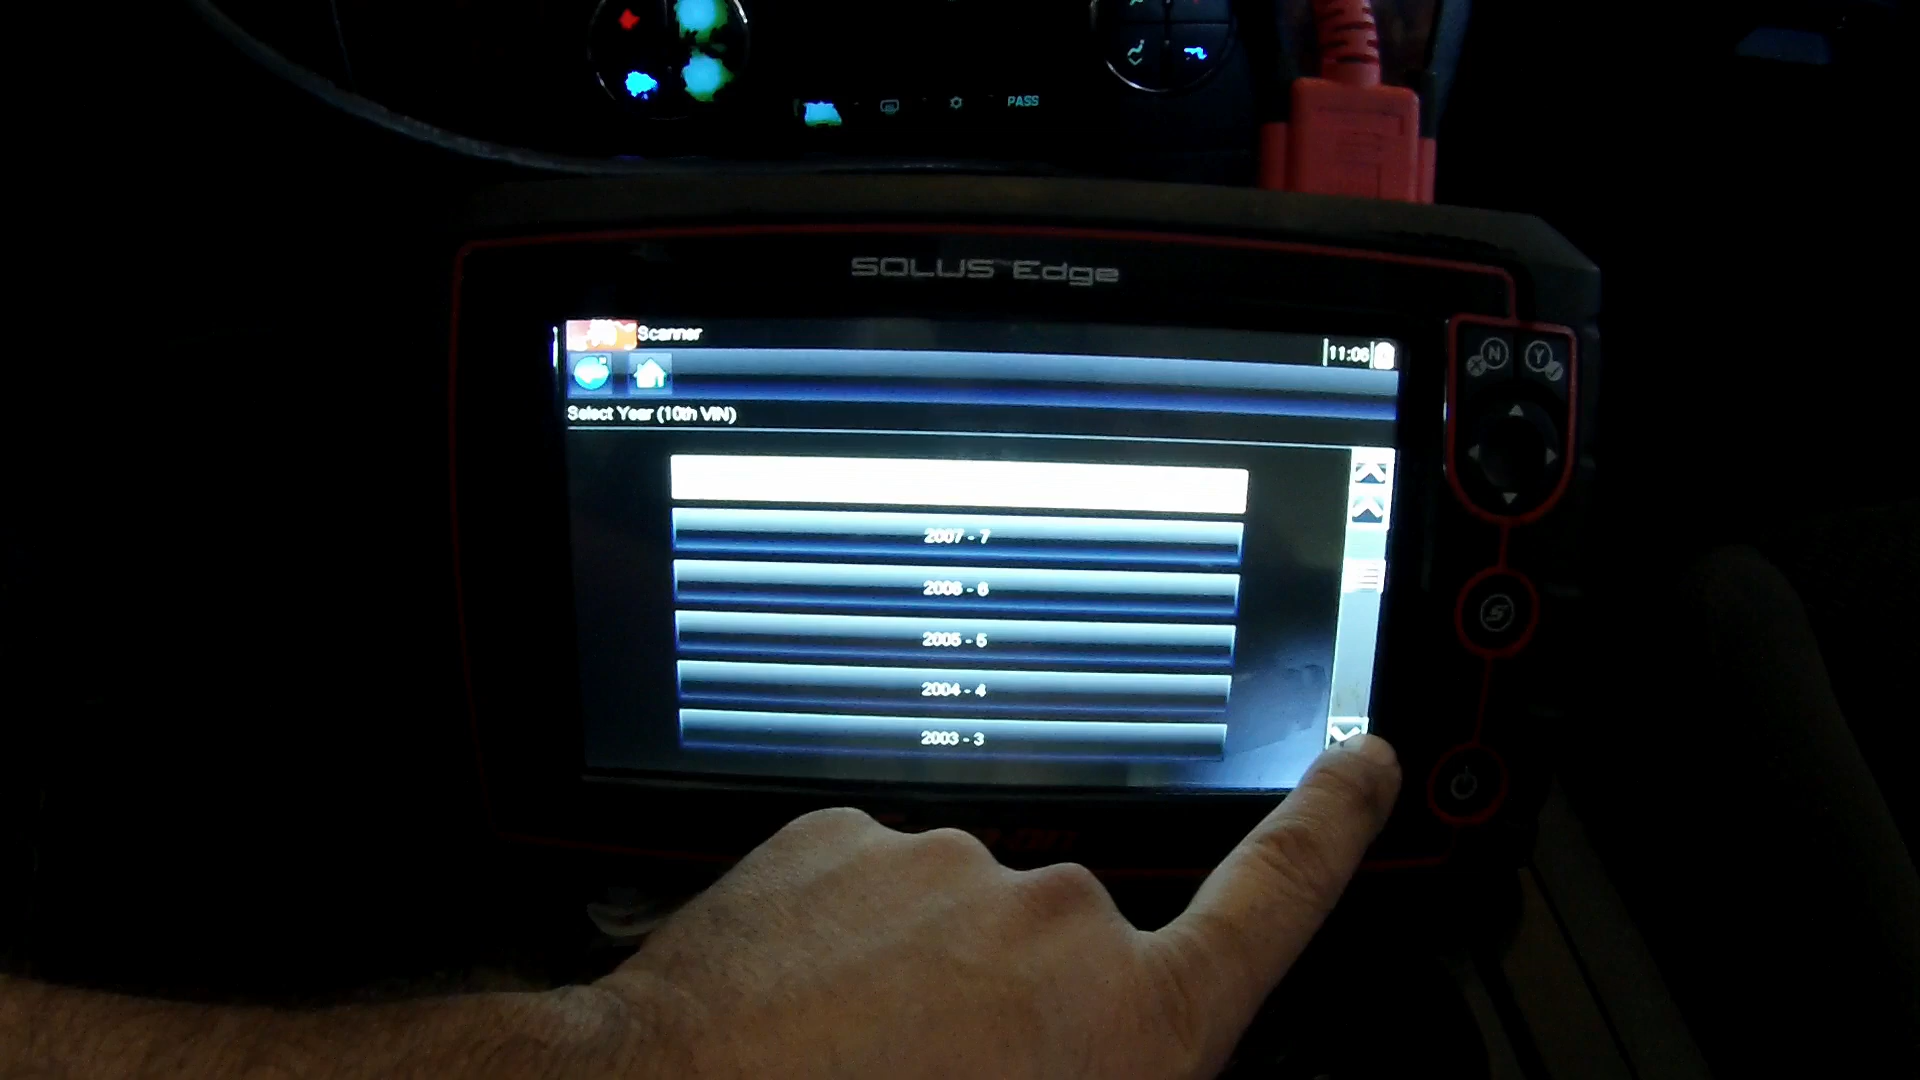 PASS
SOLUS Edge
Scanner
11:06
Select Year (10th VIN)
N
Y
2007 - 7
2006 - 6
2005 - 5
2004 - 4
2003 - 3